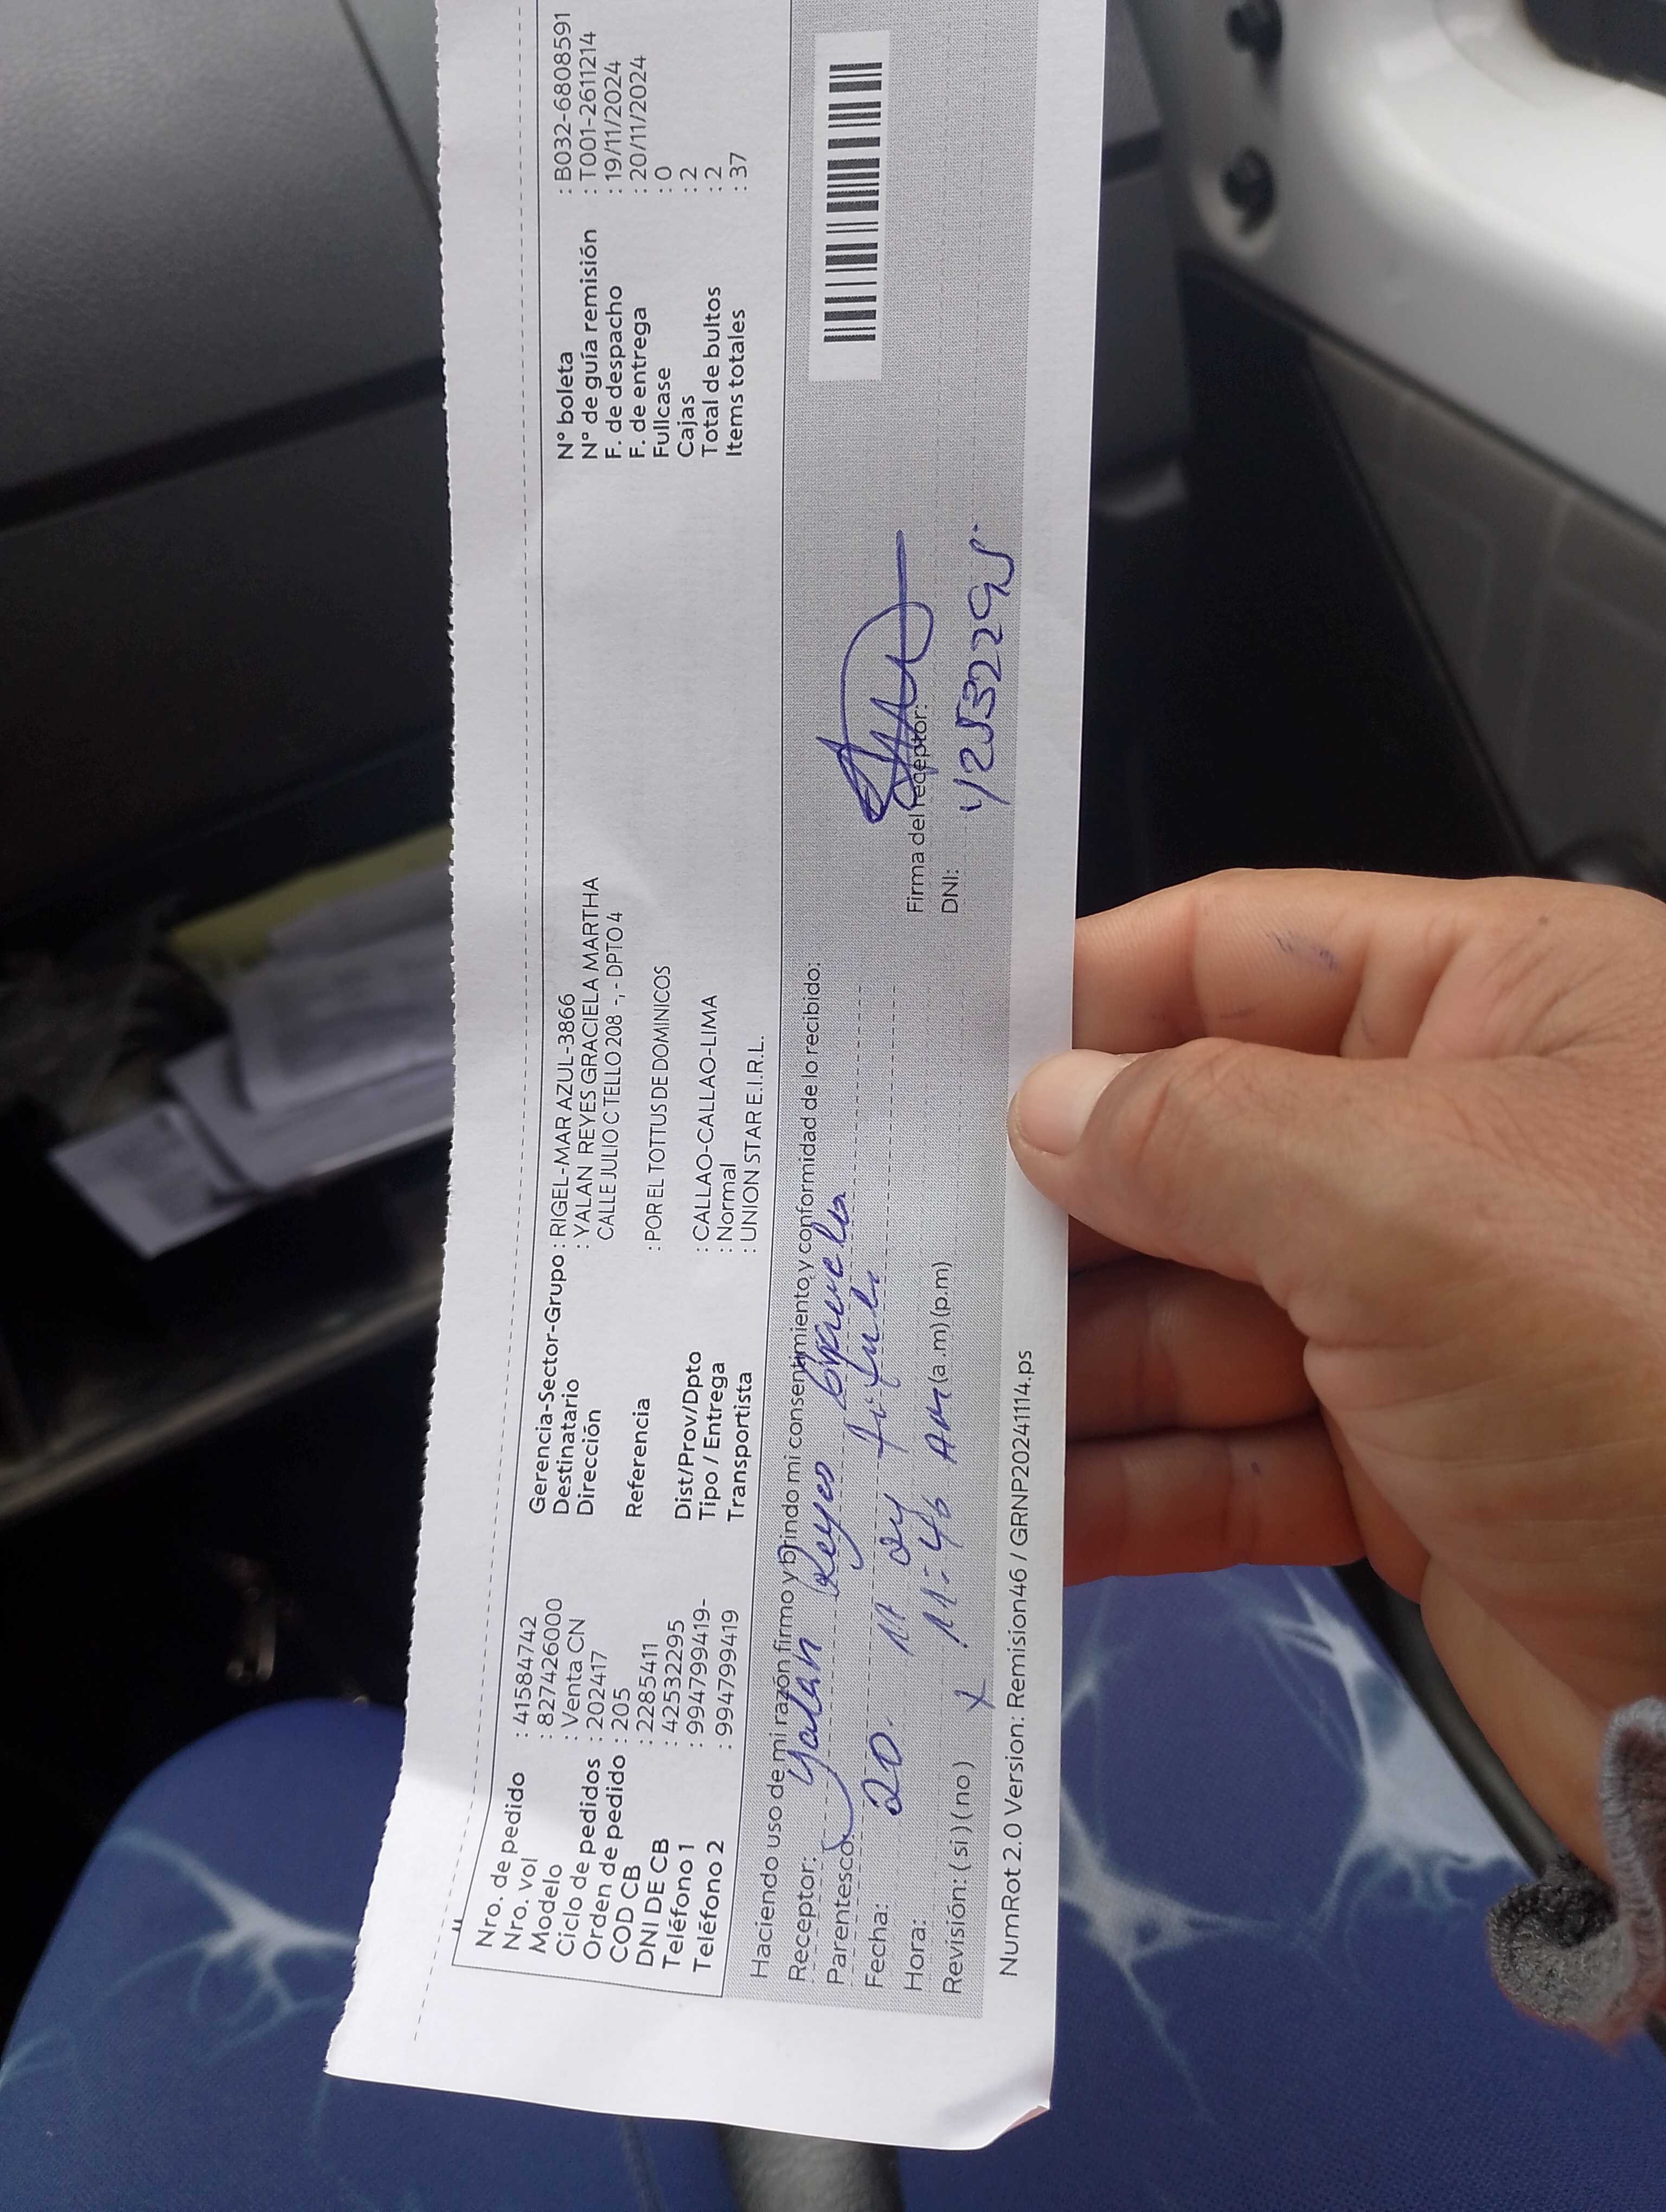 Nro. de pedido : 41584742
Nro. vol : 827426000
Modelo : Venta CN
Ciclo de pedidos : 202417
Orden de pedido : 205
COD CB : 2285411
DNI DE CB : 42532295
Teléfono 1 : 994799419-
Teléfono 2 : 994799419
Gerencia-Sector-Grupo : RIGEL-MAR AZUL-3866
Destinatario : YALAN REYES GRACIELA MARTHA
Dirección CALLE JULIO C TELLO 208 -, - DPTO 4
Referencia : POR EL TOTTUS DE DOMINICOS
Dist/Prov/Dpto : CALLAO-CALLAO-LIMA
Tipo / Entrega : Normal
Transportista : UNION STAR E.I.R.L.
N° boleta : B032-6808591
N° de guía remisión : T001-2611214
F. de despacho : 19/11/2024
F. de entrega : 20/11/2024
Fullcase : 0
Cajas : 2
Total de bultos : 2
Items totales : 37
Haciendo uso de mi razón firmo y brindo mi consentimiento y conformidad de lo recibido:
Receptor: Yalan Reyes
Parentesco:
Fecha: 20. 11 24
Hora: 11:46 AM (a.m) (p.m)
Revisión: (si) (no) X
Firma del receptor:
DNI: 42532295
NumRot 2.0 Version: Remision46 / GRNP20241114.ps